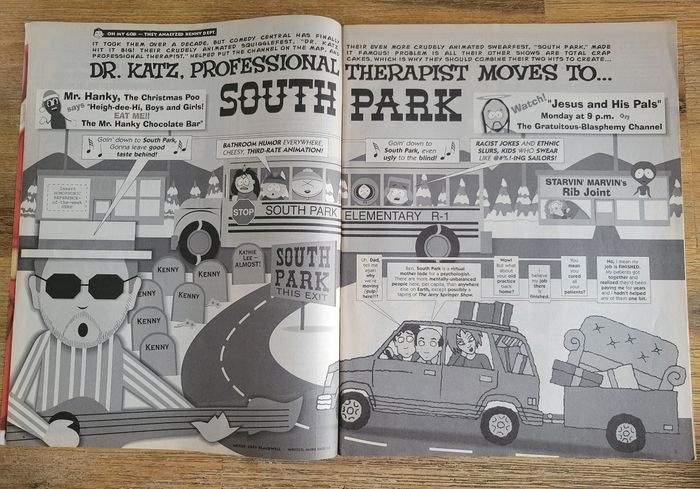 OH MY GOD — THEY ANALYZED KENNY DEPT.
IT TOOK THEM OVER A DECADE, BUT COMEDY CENTRAL HAS FINALLY
HIT IT BIG! THEIR CRUDELY ANIMATED SQUIGGLEFEST, "DR. KATZ,
PROFESSIONAL THERAPIST," HELPED PUT THE CHANNEL ON THE MAP, AND
THEIR EVEN MORE CRUDELY ANIMATED SWEARFEST, "SOUTH PARK," MADE
IT FAMOUS! PROBLEM IS ALL THEIR OTHER SHOWS ARE TOTAL CRAP
CAKES, WHICH IS WHY THEY SHOULD COMBINE THEIR TWO HITS TO CREATE...
DR. KATZ, PROFESSIONAL THERAPIST MOVES TO...
SOUTH PARK
Mr. Hanky, The Christmas Poo
says "Heigh-dee-Hi, Boys and Girls!
EAT ME!!
The Mr. Hanky Chocolate Bar"
Watch! "Jesus and His Pals"
Monday at 9 p.m. on
The Gratuitous-Blasphemy Channel
Goin' down to South Park,
Gonna leave good
taste behind!
BATHROOM HUMOR EVERYWHERE,
CHEESY, THIRD-RATE ANIMATION!
Goin' down to
South Park, even
ugly to the blind!
RACIST JOKES AND ETHNIC
SLURS, KIDS WHO SWEAR
LIKE @#%!-ING SAILORS!
Insert
HOMOPHOBIC
REFERENCE-
of-the-week
HERE
STOP
SOUTH PARK ELEMENTARY R-1
STARVIN' MARVIN's
Rib Joint
KATHIE
LEE —
ALMOST!
KENNY
KENNY
KENNY
KENNY
KENNY
SOUTH
PARK
THIS EXIT
Uh, Dad,
tell me
again
why
we're
moving
(gulp)
here!?!
Ben, South Park is a virtual
mother lode for a psychologist.
There are more mentally-unbalanced
people here, per capita, than anywhere
else on Earth, except possibly a
taping of The Jerry Springer Show.
Wow!
But what
about
your old
practice
back
home?
I
believe
my job
there
is
finished.
You
mean
you
cured
all
your
patients?
No, I mean my
job is FINISHED.
My patients got
together and
realized they'd been
paying me for years
and I hadn't helped
any of them one bit.